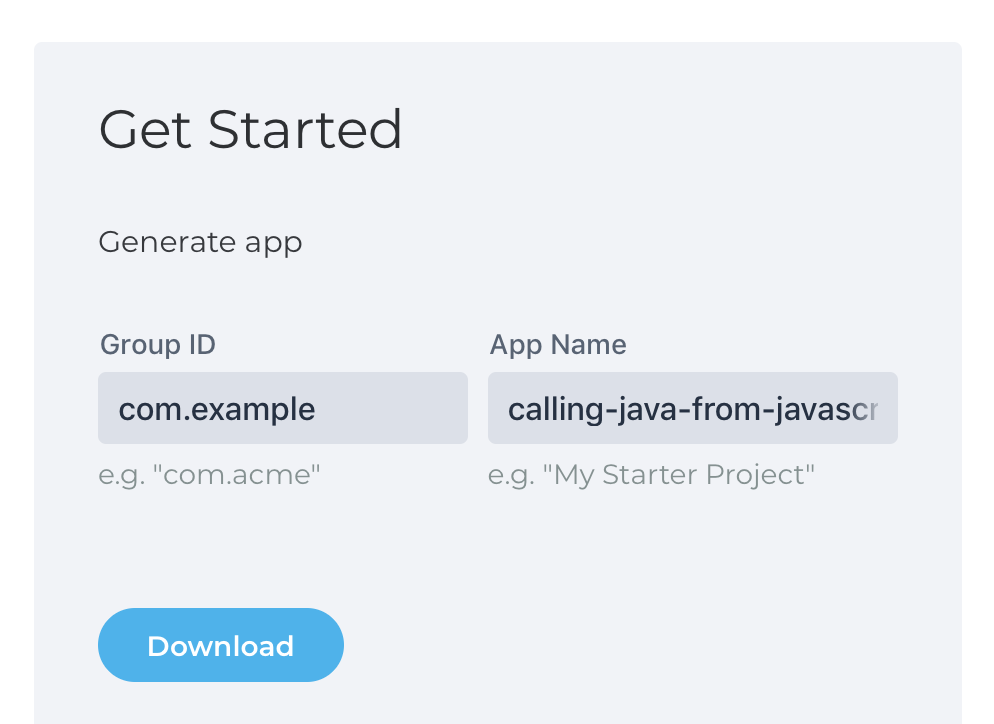 Get Started
Generate app
Group ID App Name
com.example calling-java-from-javascr
e.g. "com.acme" e.g. "My Starter Project"
Download